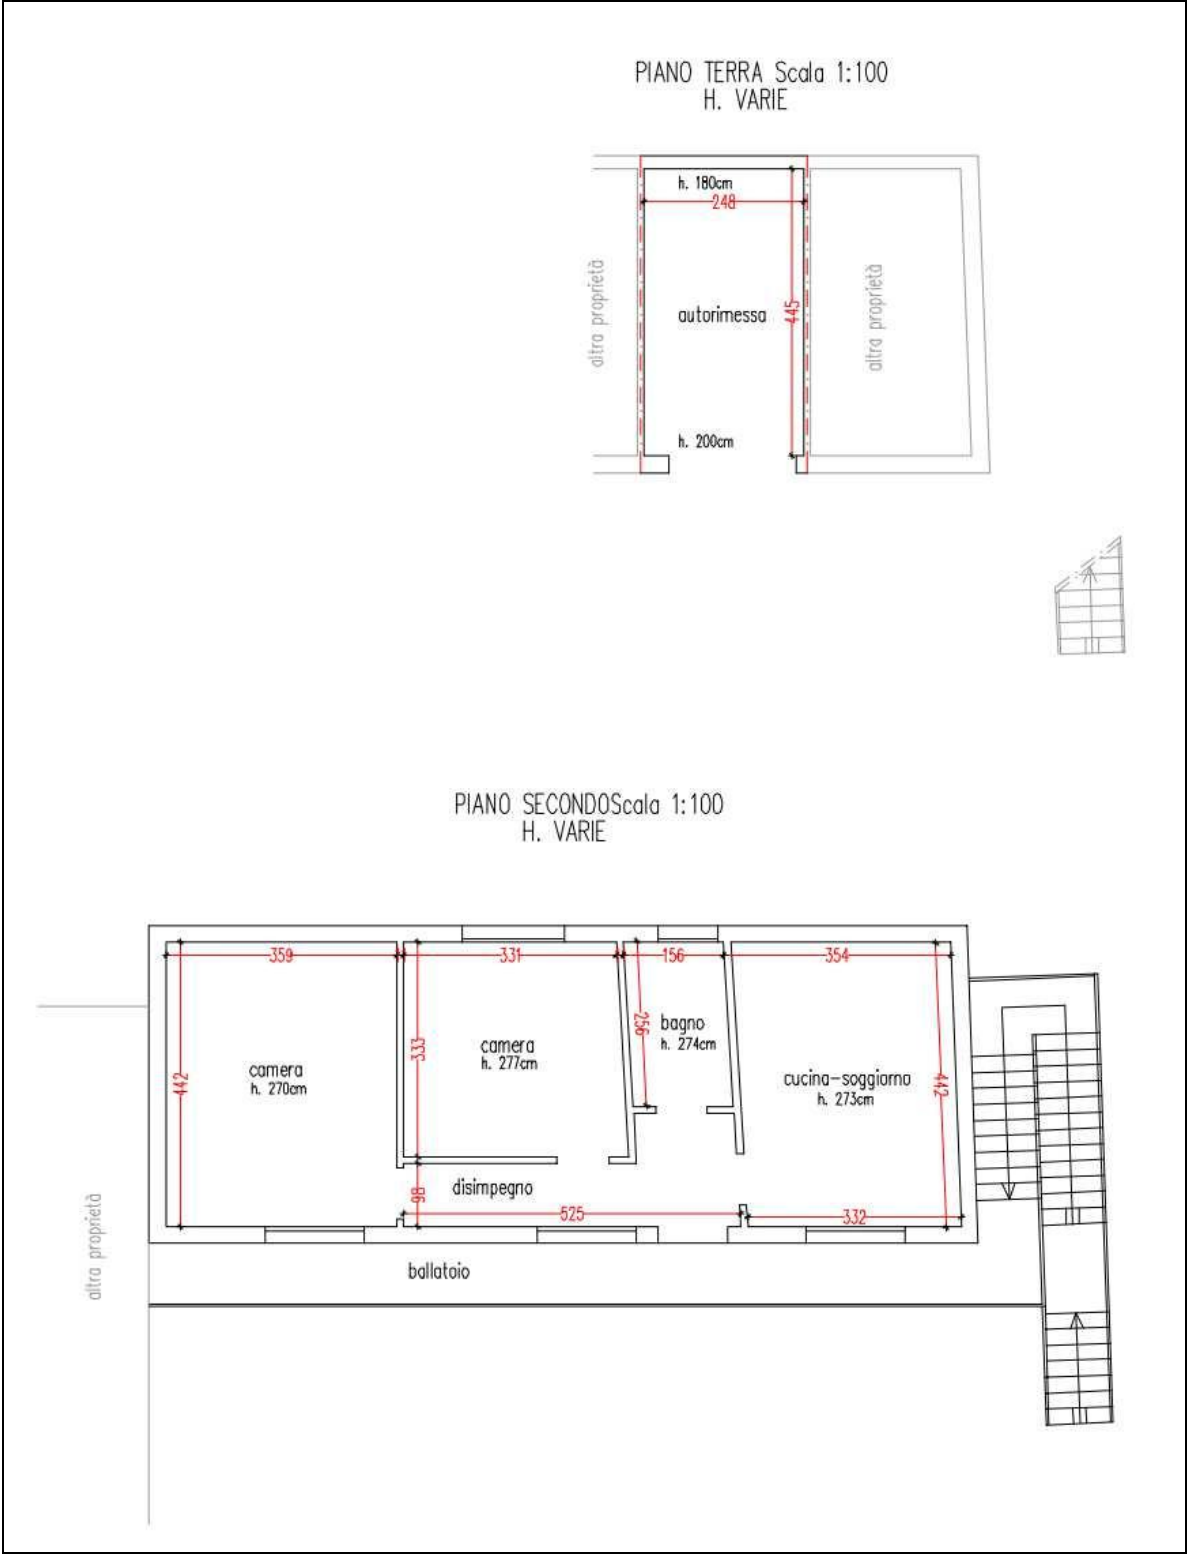 PIANO TERRA Scala 1:100
H. VARIE
h. 180cm
248
altra proprietà
autorimessa
445
altra proprietà
h. 200cm
PIANO SECONDOScala 1:100
H. VARIE
359
331
156
354
442
camera
h. 270cm
333
camera
h. 277cm
256
bagno
h. 274cm
cucina-soggiorno
h. 273cm
442
98
disimpegno
525
332
altra proprietà
ballatoio